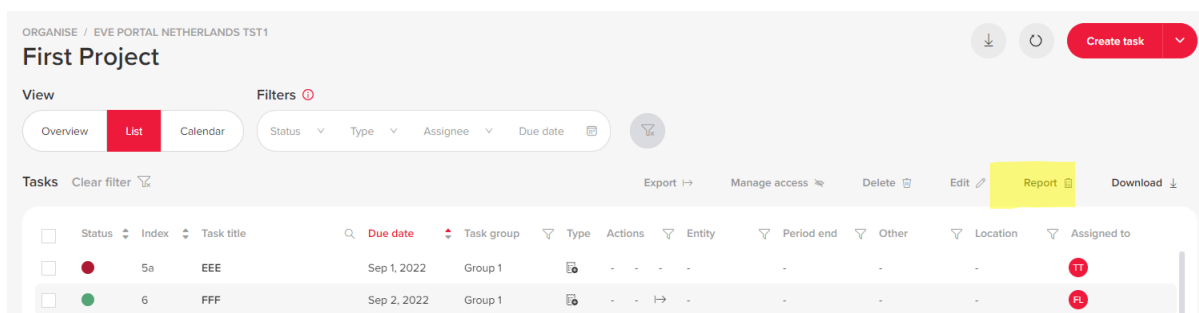 ORGANISE / EVE PORTAL NETHERLANDS TST1
First Project
Create task
View
Filters
Overview List Calendar
Status Type Assignee Due date
Tasks Clear filter Export Manage access Delete Edit Report Download
Status Index Task title Due date Task group Type Actions Entity Period end Other Location Assigned to
5a EEE Sep 1, 2022 Group 1 - - - - - - - TT
6 FFF Sep 2, 2022 Group 1 - - - - - - FL